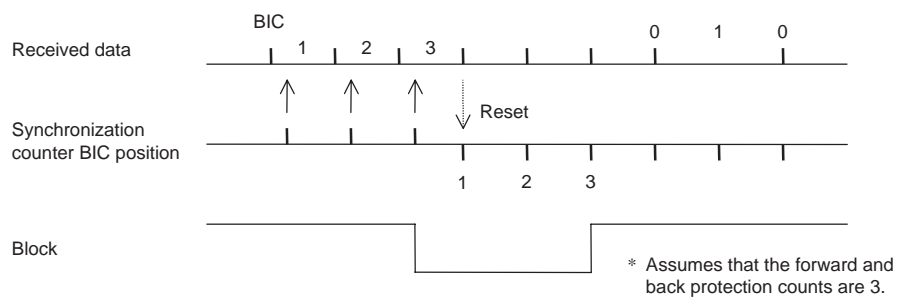 BIC
Received data
1 2 3 0 1 0
Reset
Synchronization
counter BIC position
1 2 3
Block
* Assumes that the forward and
back protection counts are 3.